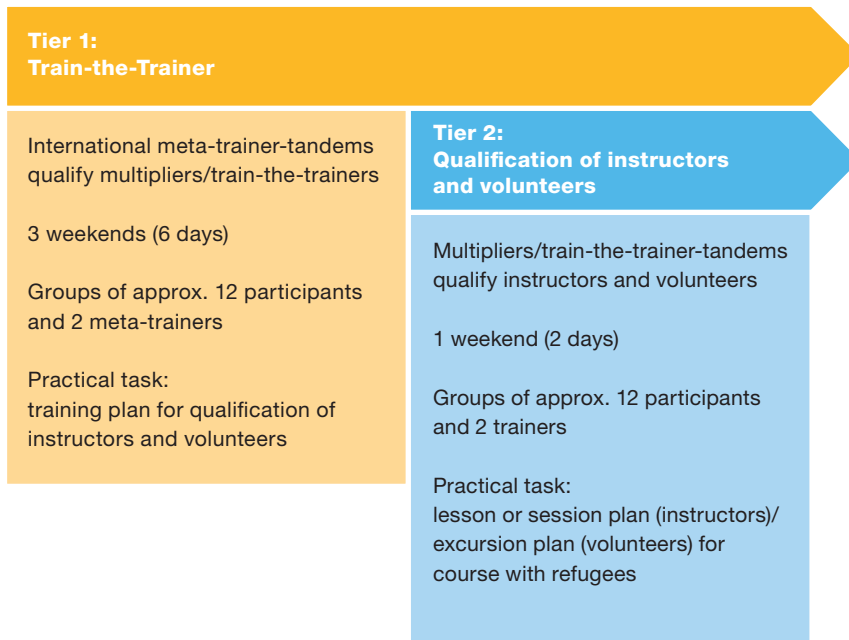 Tier 1:
Train-the-Trainer
International meta-trainer-tandems
qualify multipliers/train-the-trainers
3 weekends (6 days)
Groups of approx. 12 participants
and 2 meta-trainers
Practical task:
training plan for qualification of
instructors and volunteers
Tier 2:
Qualification of instructors
and volunteers
Multipliers/train-the-trainer-tandems
qualify instructors and volunteers
1 weekend (2 days)
Groups of approx. 12 participants
and 2 trainers
Practical task:
lesson or session plan (instructors)/
excursion plan (volunteers) for
course with refugees